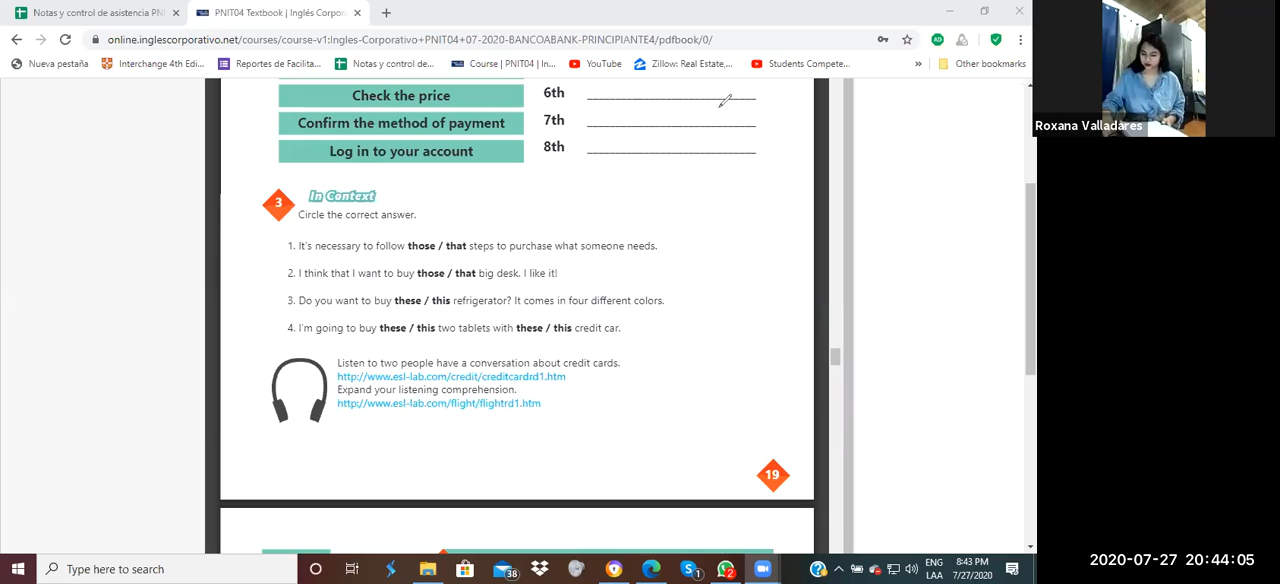 Notas y control de asistencia PNI
PNIT04 Textbook | Inglés Corpor
online.inglescorporativo.net/courses/course-v1:Ingles-Corporativo+PNIT04+07-2020-BANCOABANK-PRINCIPIANTE4/pdfbook/0/
Nueva pestaña
Interchange 4th Edi...
Reportes de Facilita...
Notas y control de...
Course | PNIT04 | In...
YouTube
Zillow: Real Estate,...
Students Compete...
»
Other bookmarks
Check the price 6th
Confirm the method of payment 7th
Log in to your account 8th
3 In Context
Circle the correct answer.
1. It's necessary to follow those / that steps to purchase what someone needs.
2. I think that I want to buy those / that big desk. I like it!
3. Do you want to buy these / this refrigerator? It comes in four different colors.
4. I'm going to buy these / this two tablets with these / this credit car.
Listen to two people have a conversation about credit cards.
http://www.esl-lab.com/credit/creditcardrd1.htm
Expand your listening comprehension.
http://www.esl-lab.com/flight/flightrd1.htm
19
Roxana Valladares
Type here to search
38
1
2
ENG
LAA
8:43 PM
7/27/2020
2020-07-27 20:44:05